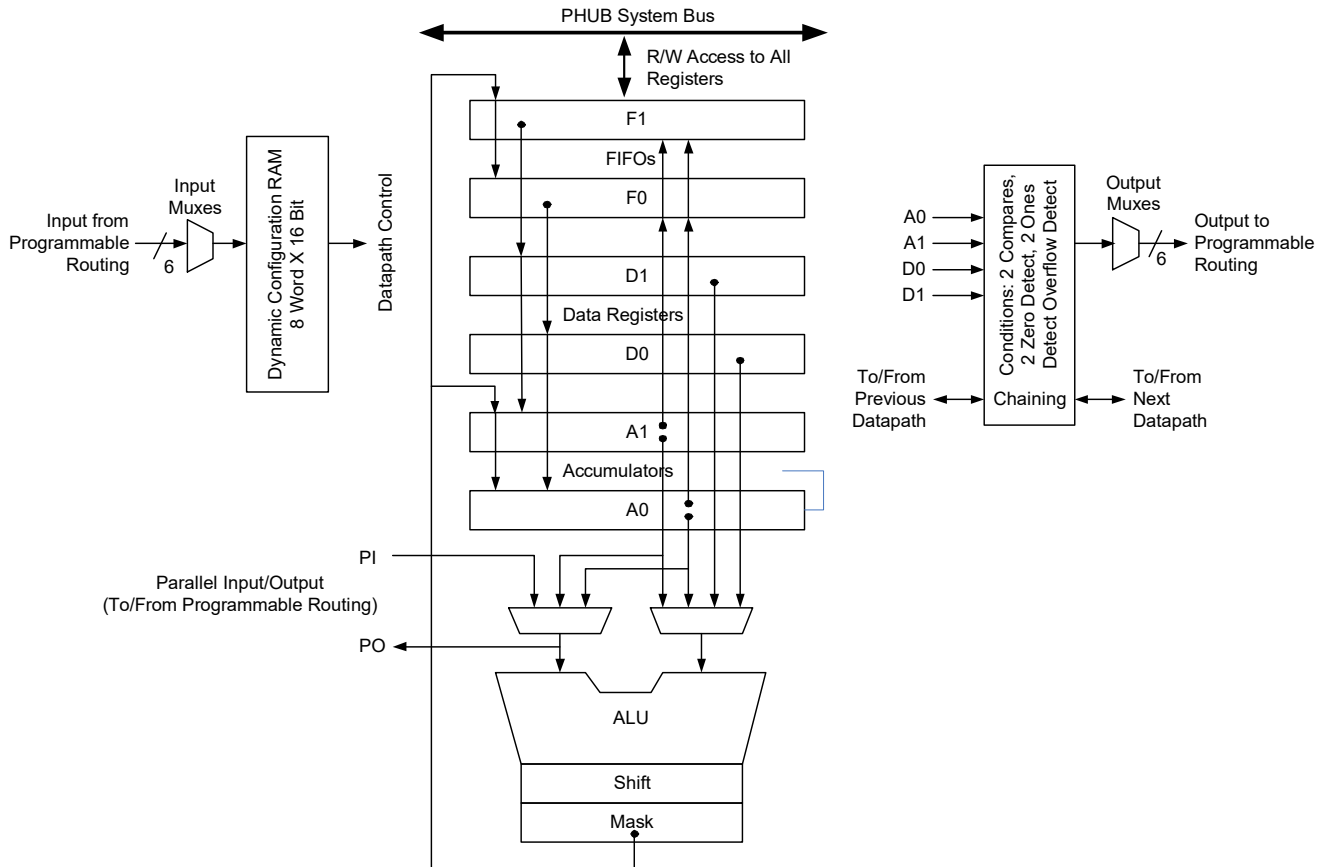 PHUB System Bus
R/W Access to All
Registers
F1
FIFOs
F0
D1
Data Registers
D0
A1
Accumulators
A0
Input from
Programmable
Routing
6
Input
Muxes
Dynamic Configuration RAM
8 Word X 16 Bit
Datapath Control
PI
Parallel Input/Output
(To/From Programmable Routing)
PO
ALU
Shift
Mask
A0
A1
D0
D1
Conditions: 2 Compares,
2 Zero Detect, 2 Ones
Detect Overflow Detect
Output
Muxes
6
Output to
Programmable
Routing
To/From
Previous
Datapath
Chaining
To/From
Next
Datapath